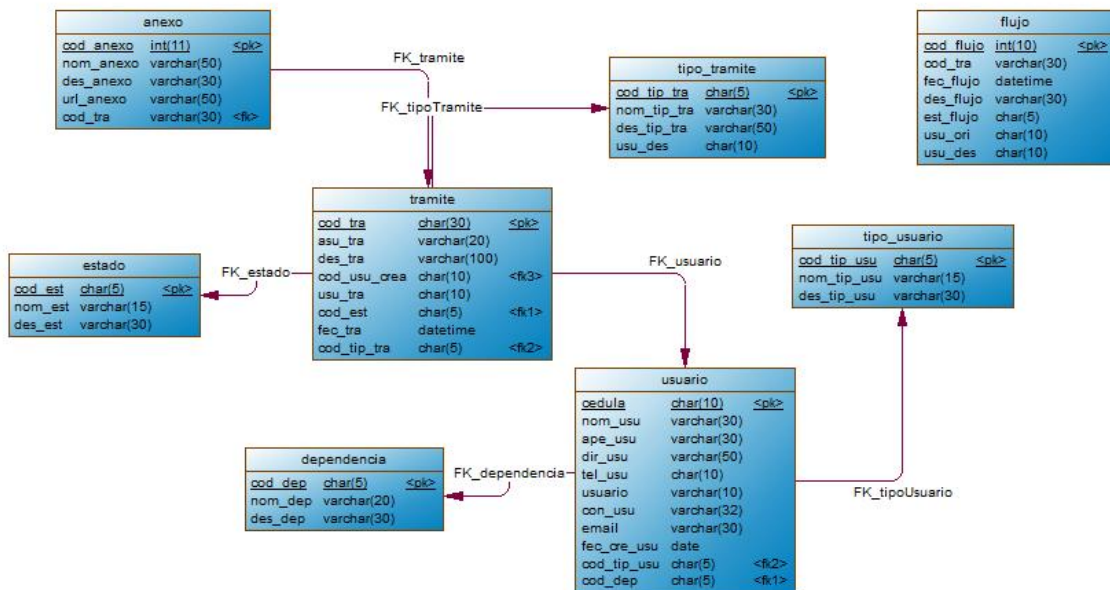 anexo
cod_anexo int(11) <pk>
nom_anexo varchar(50)
des_anexo varchar(30)
url_anexo varchar(50)
cod_tra varchar(30) <fk>
FK_tramite
FK_tipoTramite
tipo_tramite
cod_tip_tra char(5) <pk>
nom_tip_tra varchar(30)
des_tip_tra varchar(50)
usu_des char(10)
flujo
cod_flujo int(10) <pk>
cod_tra varchar(30)
fec_flujo datetime
des_flujo varchar(30)
est_flujo char(5)
usu_ori char(10)
usu_des char(10)
tramite
cod_tra char(30) <pk>
asu_tra varchar(20)
des_tra varchar(100)
cod_usu_crea char(10) <fk3>
usu_tra char(10)
cod_est char(5) <fk1>
fec_tra datetime
cod_tip_tra char(5) <fk2>
FK_estado
estado
cod_est char(5) <pk>
nom_est varchar(15)
des_est varchar(30)
FK_usuario
tipo_usuario
cod_tip_usu char(5) <pk>
nom_tip_usu varchar(15)
des_tip_usu varchar(30)
usuario
cedula char(10) <pk>
nom_usu varchar(30)
ape_usu varchar(30)
dir_usu varchar(50)
tel_usu char(10)
usuario varchar(10)
con_usu varchar(32)
email varchar(30)
fec_cre_usu date
cod_tip_usu char(5) <fk2>
cod_dep char(5) <fk1>
FK_tipoUsuario
FK_dependencia
dependencia
cod_dep char(5) <pk>
nom_dep varchar(20)
des_dep varchar(30)